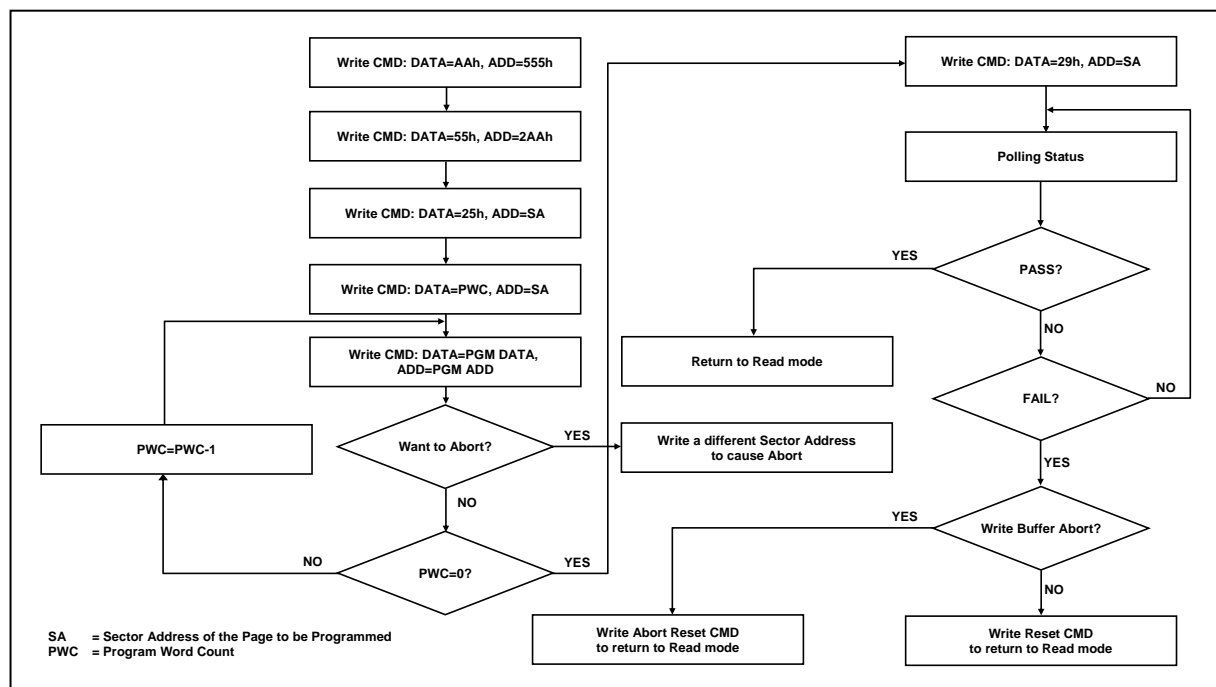 Write CMD: DATA=AAh, ADD=555h
Write CMD: DATA=55h, ADD=2AAh
Write CMD: DATA=25h, ADD=SA
Write CMD: DATA=PWC, ADD=SA
Write CMD: DATA=PGM DATA,
ADD=PGM ADD
PWC=PWC-1
Want to Abort?
YES
Write a different Sector Address
to cause Abort
NO
PWC=0?
NO
YES
Write CMD: DATA=29h, ADD=SA
Polling Status
PASS?
YES
Return to Read mode
NO
FAIL?
NO
YES
Write Buffer Abort?
YES
Write Abort Reset CMD
to return to Read mode
NO
Write Reset CMD
to return to Read mode
SA = Sector Address of the Page to be Programmed
PWC = Program Word Count